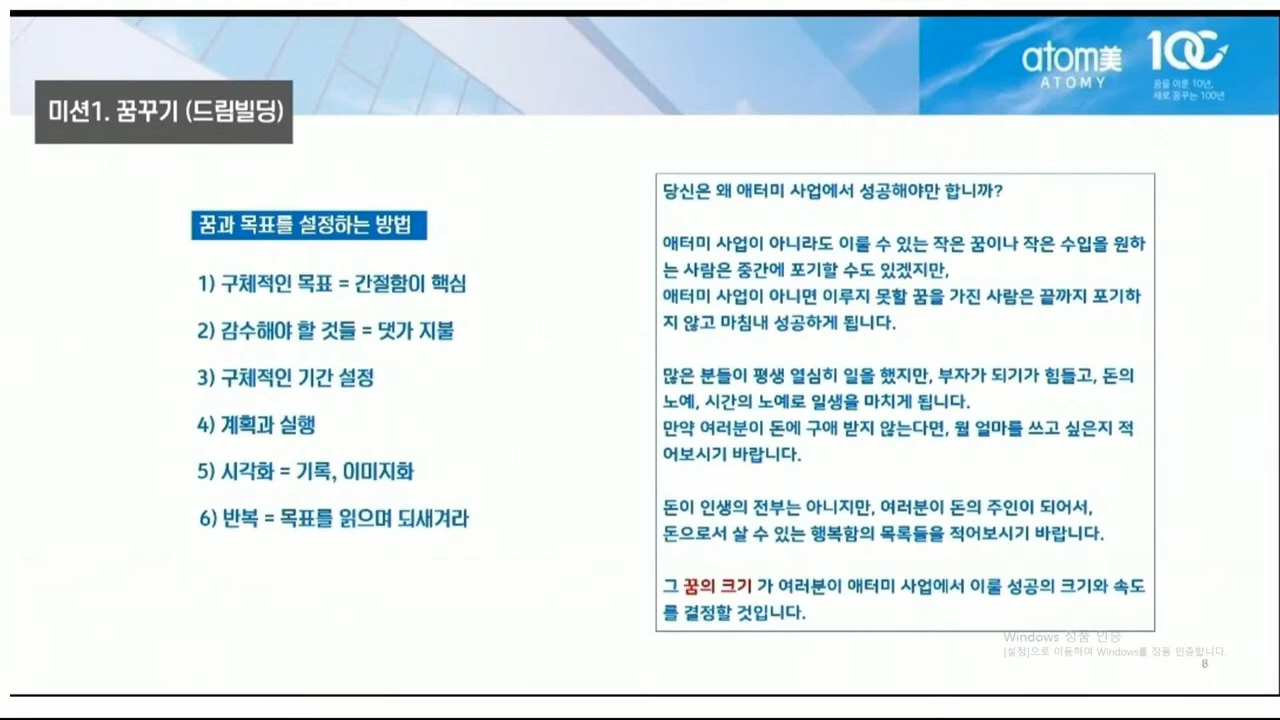 atom美
ATOMY
100
꿈을 이룬 10년,
새로 꿈꾸는 100년
미션1. 꿈꾸기 (드림빌딩)
꿈과 목표를 설정하는 방법
1) 구체적인 목표 = 간절함이 핵심
2) 감수해야 할 것들 = 댓가 지불
3) 구체적인 기간 설정
4) 계획과 실행
5) 시각화 = 기록, 이미지화
6) 반복 = 목표를 읽으며 되새겨라
당신은 왜 애터미 사업에서 성공해야만 합니까?
애터미 사업이 아니라도 이룰 수 있는 작은 꿈이나 작은 수입을 원하
는 사람은 중간에 포기할 수도 있겠지만,
애터미 사업이 아니면 이루지 못할 꿈을 가진 사람은 끝까지 포기하
지 않고 마침내 성공하게 됩니다.
많은 분들이 평생 열심히 일을 했지만, 부자가 되기가 힘들고, 돈의
노예, 시간의 노예로 일생을 마치게 됩니다.
만약 여러분이 돈에 구애 받지 않는다면, 월 얼마를 쓰고 싶은지 적
어보시기 바랍니다.
돈이 인생의 전부는 아니지만, 여러분이 돈의 주인이 되어서,
돈으로서 살 수 있는 행복함의 목록들을 적어보시기 바랍니다.
그 꿈의 크기 가 여러분이 애터미 사업에서 이룰 성공의 크기와 속도
를 결정할 것입니다.
Windows 정품 인증
[설정]으로 이동하여 Windows를 정품 인증합니다.
8